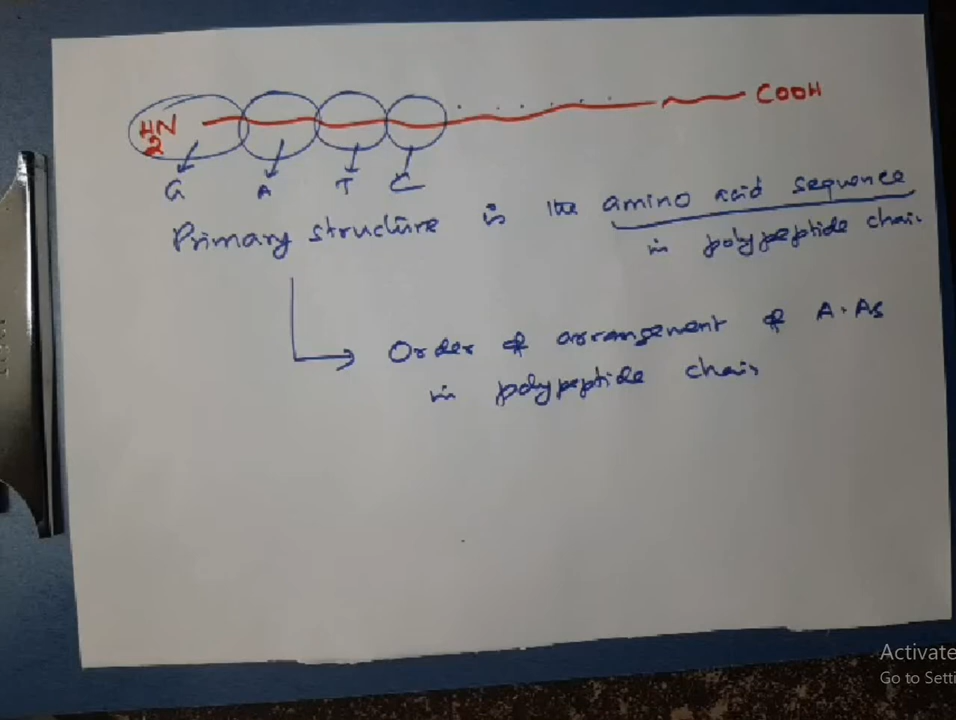 H2N COOH
G A T C
Primary structure is the amino acid sequence
in polypeptide chain.
Order of arrangement of A.As
in polypeptide chain
Activate
Go to Setti